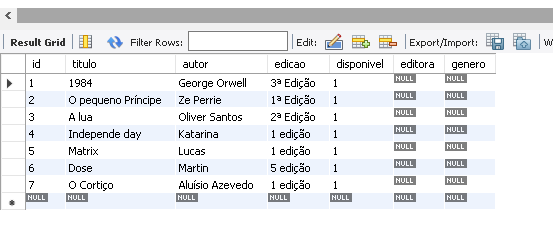 Result Grid Filter Rows: Edit: Export/Import: W
id titulo autor edicao disponivel editora genero
1 1984 George Orwell 3ª Edição 1 NULL NULL
2 O pequeno Príncipe Ze Perrie 1ª Edição 1 NULL NULL
3 A lua Oliver Santos 2ª Edição 1 NULL NULL
4 Independe day Katarina 1 edição 1 NULL NULL
5 Matrix Lucas 1 edição 1 NULL NULL
6 Dose Martin 5 edição 1 NULL NULL
7 O Cortiço Aluísio Azevedo 1 edição 1 NULL NULL
NULL NULL NULL NULL NULL NULL NULL